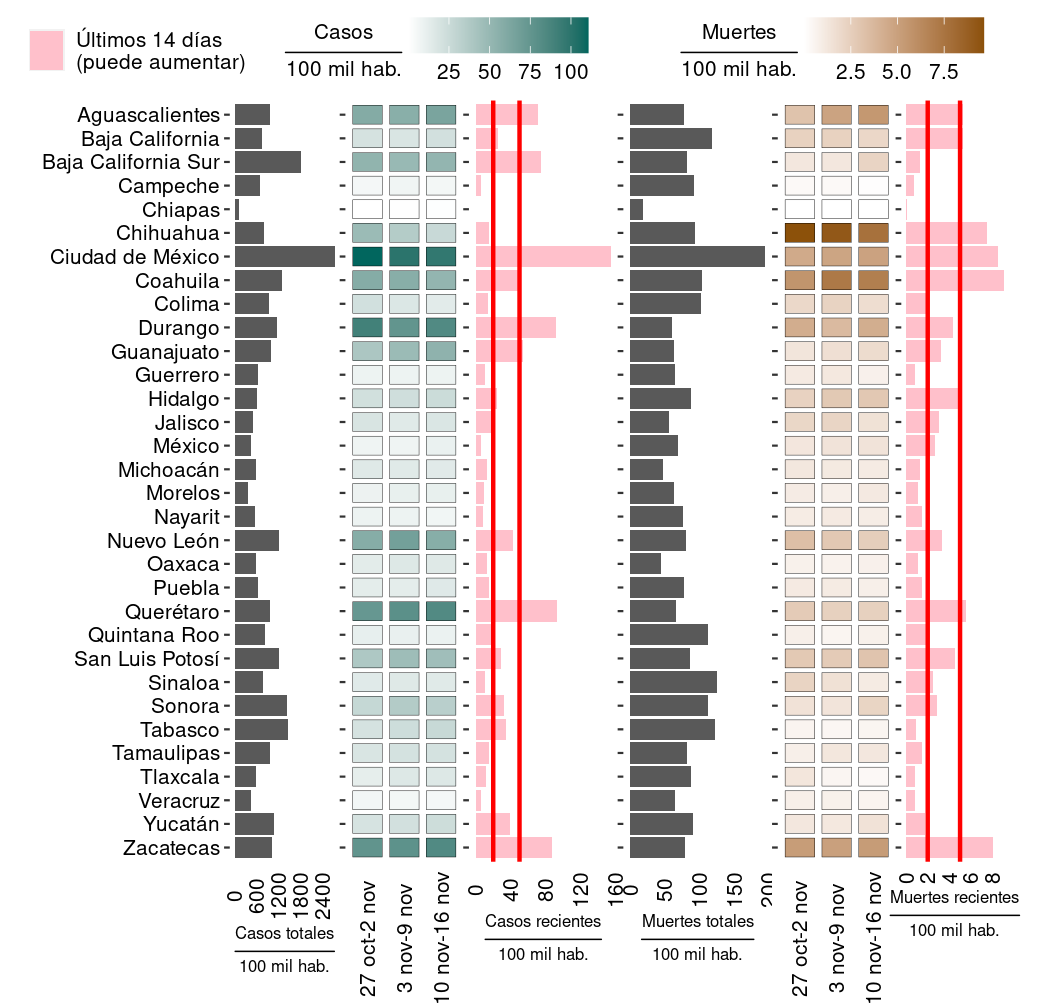 Últimos 14 días
(puede aumentar)
Casos
100 mil hab.
25 50 75 100
Muertes
100 mil hab.
2.5 5.0 7.5
Aguascalientes
Baja California
Baja California Sur
Campeche
Chiapas
Chihuahua
Ciudad de México
Coahuila
Colima
Durango
Guanajuato
Guerrero
Hidalgo
Jalisco
México
Michoacán
Morelos
Nayarit
Nuevo León
Oaxaca
Puebla
Querétaro
Quintana Roo
San Luis Potosí
Sinaloa
Sonora
Tabasco
Tamaulipas
Tlaxcala
Veracruz
Yucatán
Zacatecas
0 600 1200 1800 2400
Casos totales
100 mil hab.
27 oct-2 nov
3 nov-9 nov
10 nov-16 nov
0 40 80 120 160
Casos recientes
100 mil hab.
0 50 100 150 200
Muertes totales
100 mil hab.
27 oct-2 nov
3 nov-9 nov
10 nov-16 nov
0 2 4 6 8
Muertes recientes
100 mil hab.